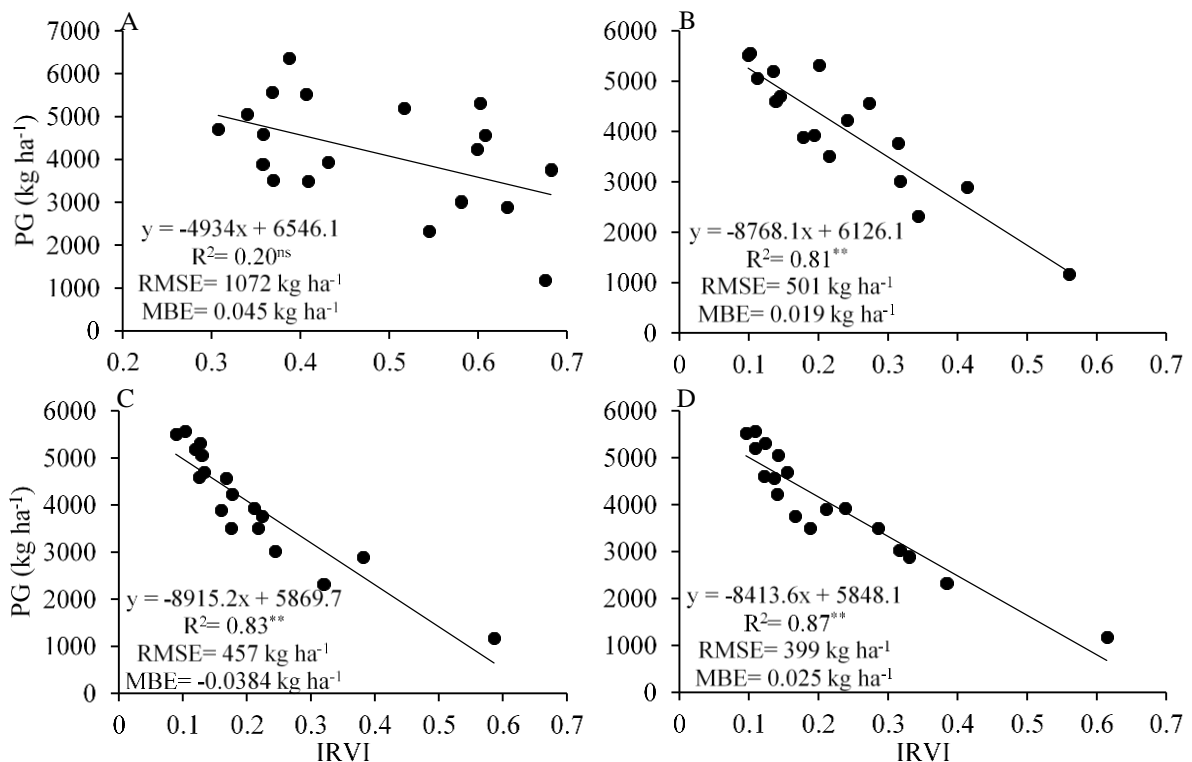 A
7000
6000
5000
4000
3000
2000
1000
0
PG (kg ha-1)
y = -4934x + 6546.1
R2= 0.20ns
RMSE= 1072 kg ha-1
MBE= 0.045 kg ha-1
0.2 0.3 0.4 0.5 0.6 0.7
B
6000
5000
4000
3000
2000
1000
0
y = -8768.1x + 6126.1
R2= 0.81**
RMSE= 501 kg ha-1
MBE= 0.019 kg ha-1
0 0.1 0.2 0.3 0.4 0.5 0.6 0.7
C
6000
5000
4000
3000
2000
1000
0
PG (kg ha-1)
y = -8915.2x + 5869.7
R2= 0.83**
RMSE= 457 kg ha-1
MBE= -0.0384 kg ha-1
0 0.1 0.2 0.3 0.4 0.5 0.6 0.7
IRVI
D
6000
5000
4000
3000
2000
1000
0
y = -8413.6x + 5848.1
R2= 0.87**
RMSE= 399 kg ha-1
MBE= 0.025 kg ha-1
0 0.1 0.2 0.3 0.4 0.5 0.6 0.7
IRVI